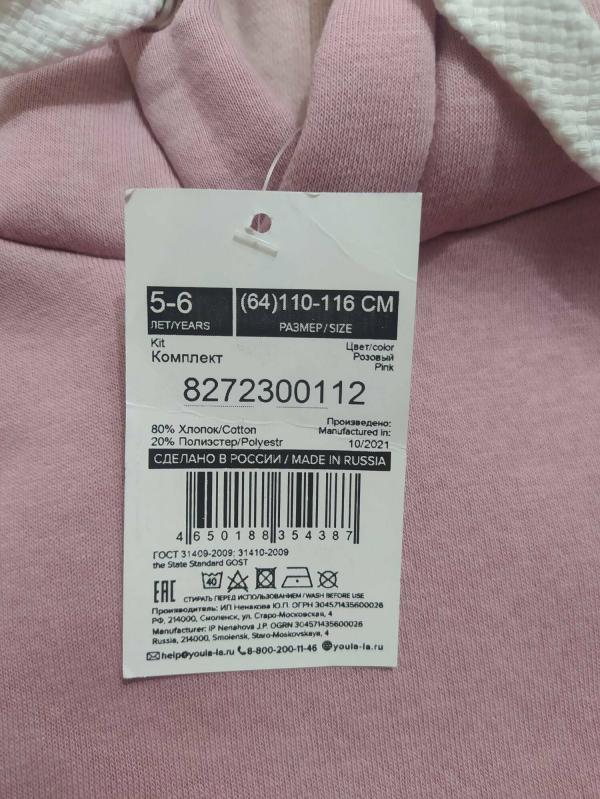 5-6
ЛЕТ/YEARS
(64)110-116 СМ
РАЗМЕР/SIZE
Kit
Комплект
Цвет/color
Розовый
Pink
8272300112
80% Хлопок/Cotton
20% Полиэстер/Polyestr
Произведено:
Manufactured in:
10/2021
СДЕЛАНО В РОССИИ / MADE IN RUSSIA
4 650188 354387
ГОСТ 31409-2009; 31410-2009
the State Standard GOST
EAC
40
СТИРАТЬ ПЕРЕД ИСПОЛЬЗОВАНИЕМ / WASH BEFORE USE
Производитель: ИП Ненахова Ю.П. ОГРН 304571435600026
РФ, 214000, Смоленск, ул. Старо-Московская, 4
Manufacturer: IP Nenahova J.P. OGRN 304571435600026
Russia, 214000, Smolensk, Staro-Moskovskaya, 4
help@youla-la.ru 8-800-200-11-46 youla-la.ru